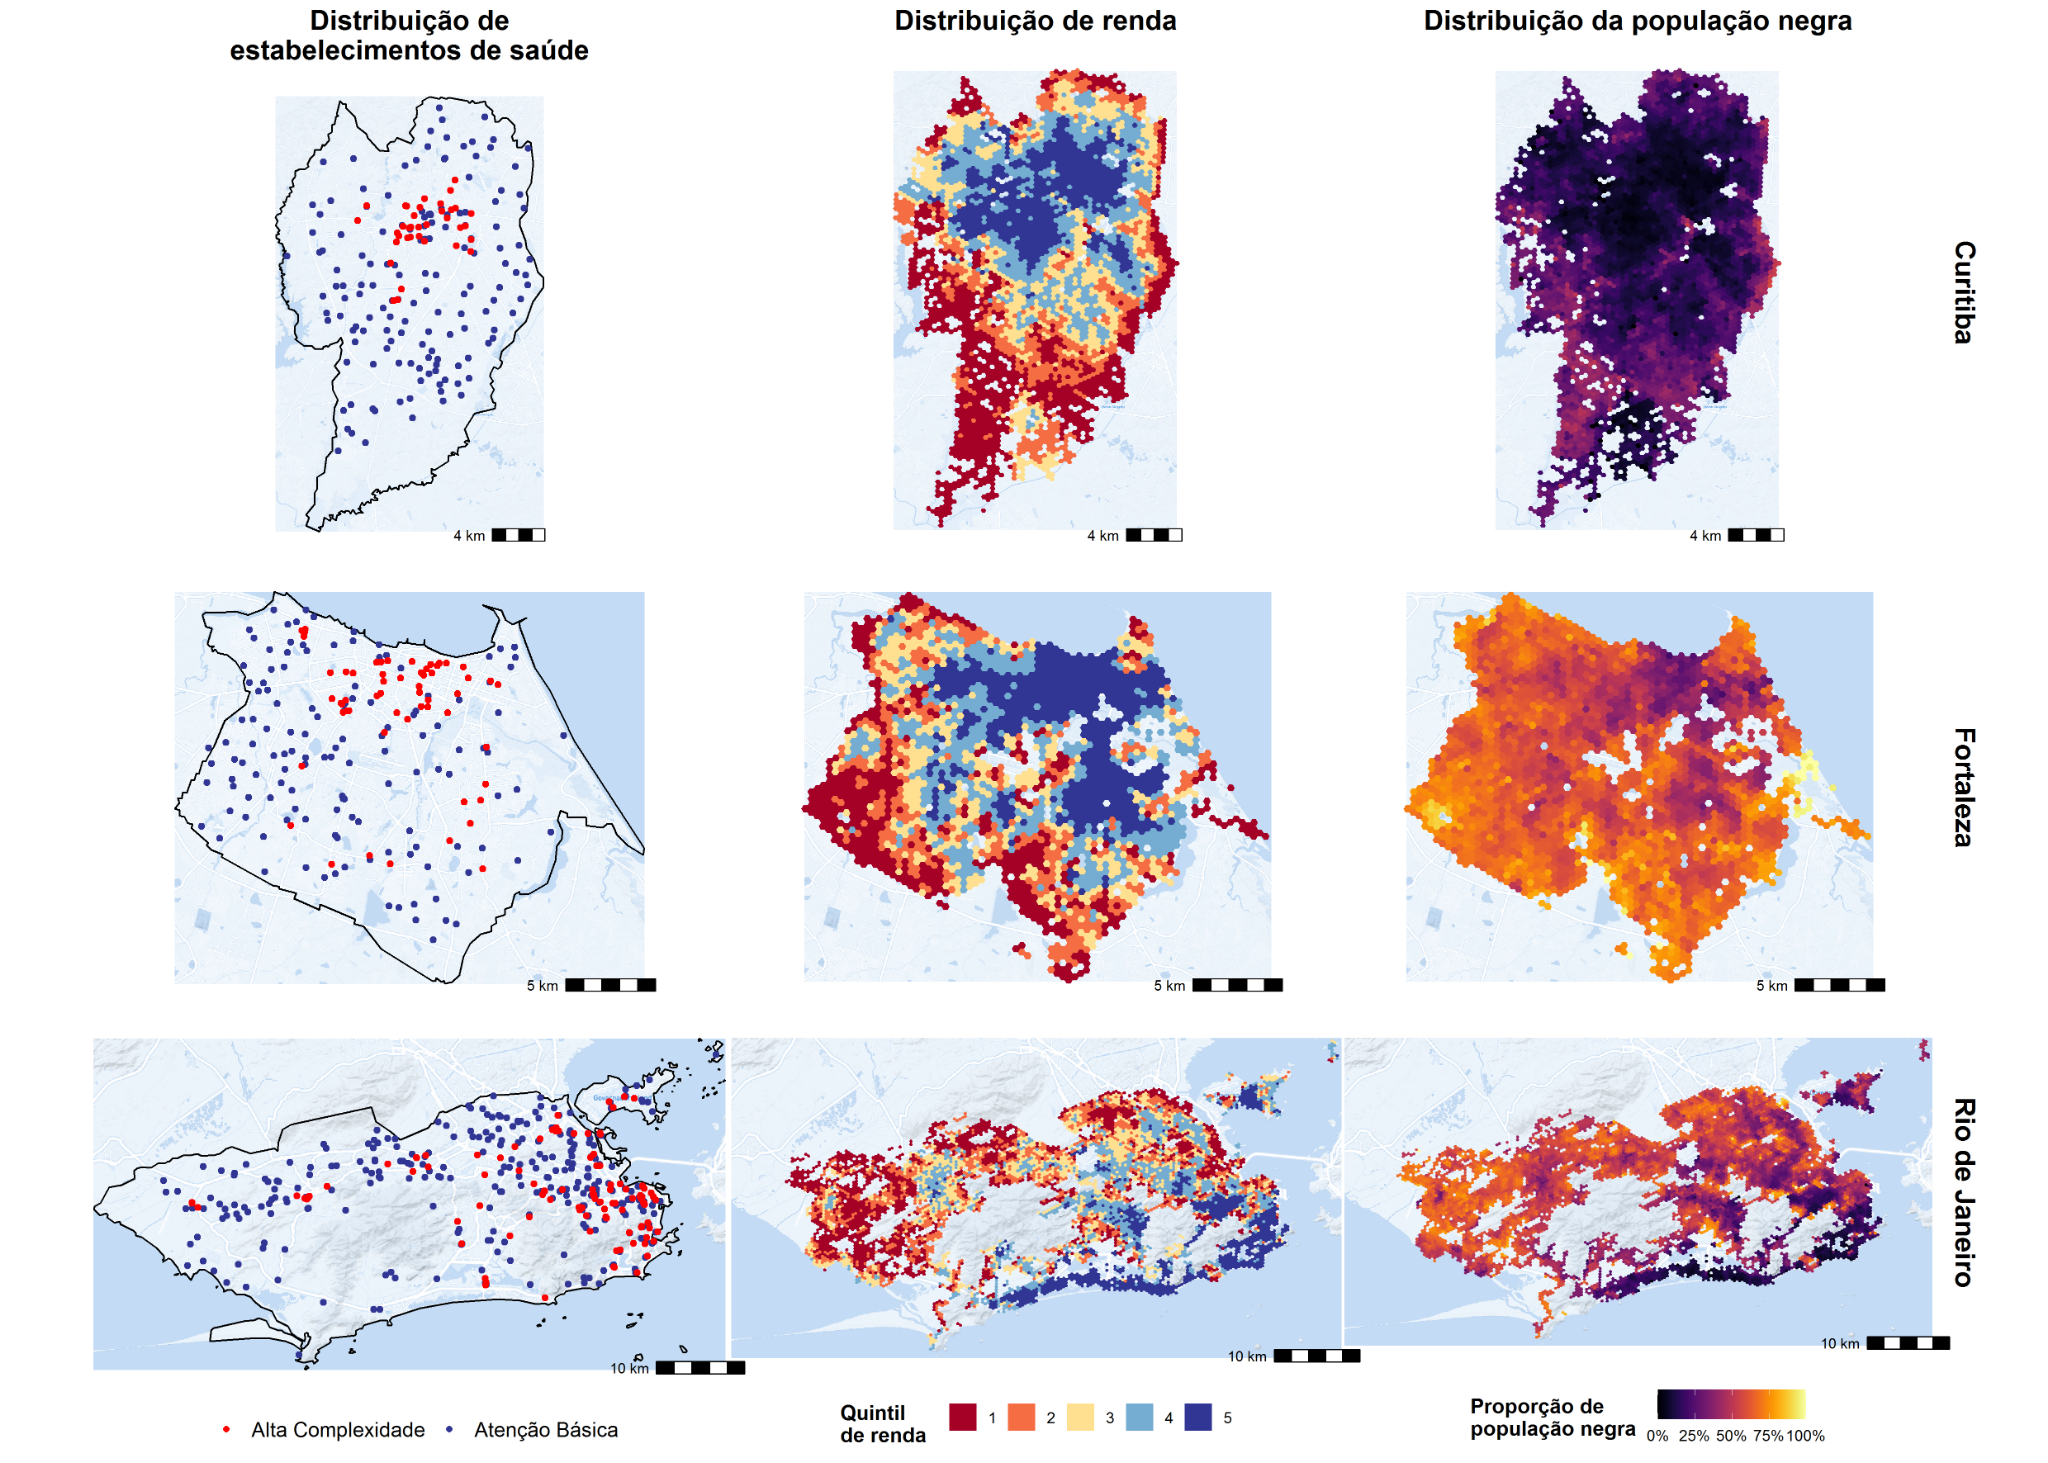 Distribuição de
estabelecimentos de saúde
Distribuição de renda
Distribuição da população negra
Curitiba
4 km
4 km
4 km
Fortaleza
5 km
5 km
5 km
Rio de Janeiro
10 km
10 km
10 km
Alta Complexidade
Atenção Básica
Quintil
de renda
1 2 3 4 5
Proporção de
população negra
0% 25% 50% 75% 100%